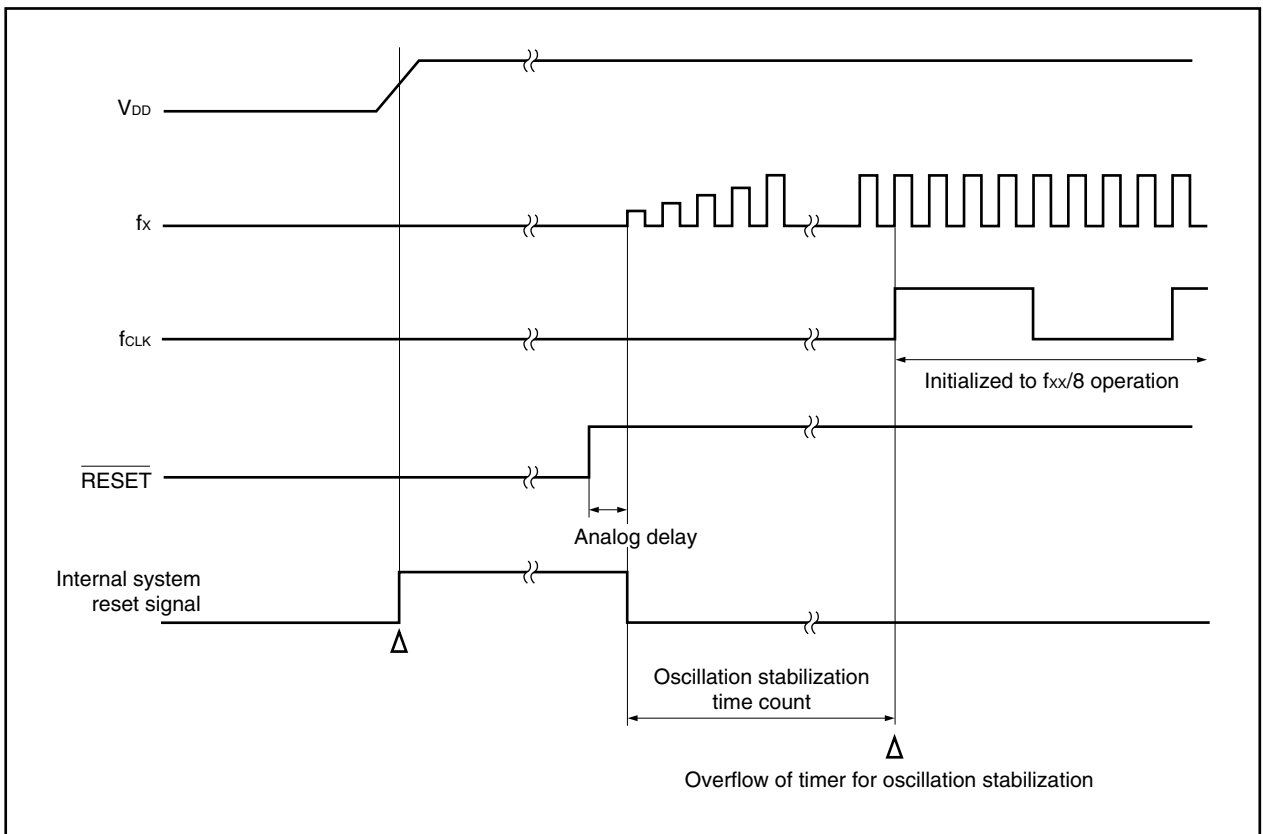 VDD
fX
fCLK
Initialized to fxx/8 operation
RESET
Analog delay
Internal system
reset signal
Oscillation stabilization
time count
Overflow of timer for oscillation stabilization